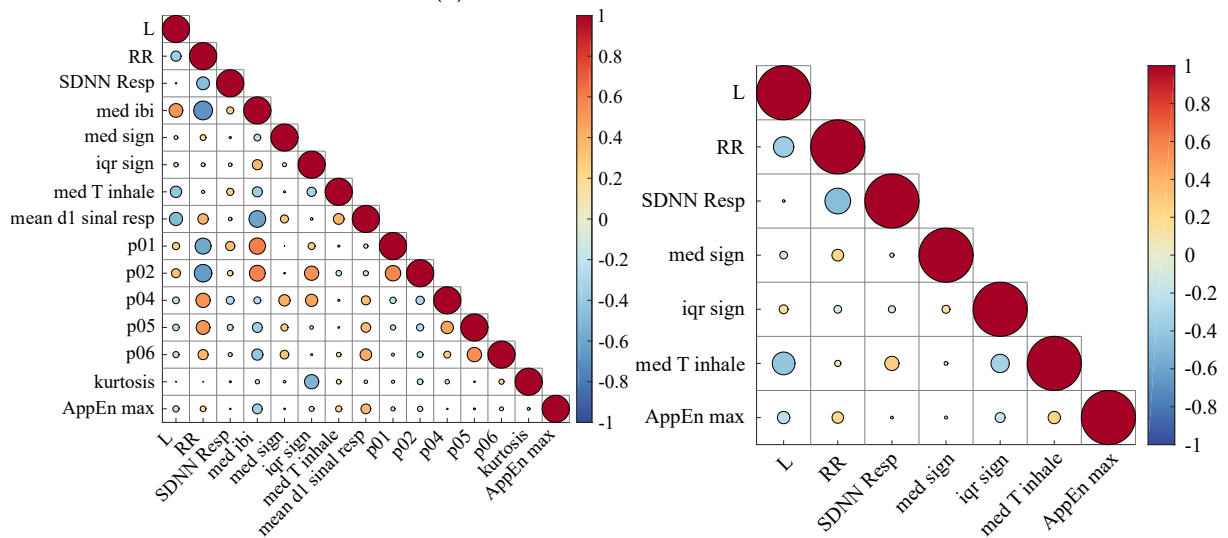 L
RR
SDNN Resp
med ibi
med sign
iqr sign
med T inhale
mean d1 sinal resp
p01
p02
p04
p05
p06
kurtosis
AppEn max
L
RR
SDNN Resp
med ibi
med sign
iqr sign
med T inhale
mean d1 sinal resp
p01
p02
p04
p05
p06
kurtosis
AppEn max
1
0.8
0.6
0.4
0.2
0
-0.2
-0.4
-0.6
-0.8
-1
L
RR
SDNN Resp
med sign
iqr sign
med T inhale
AppEn max
L
RR
SDNN Resp
med sign
iqr sign
med T inhale
AppEn max
1
0.8
0.6
0.4
0.2
0
-0.2
-0.4
-0.6
-0.8
-1